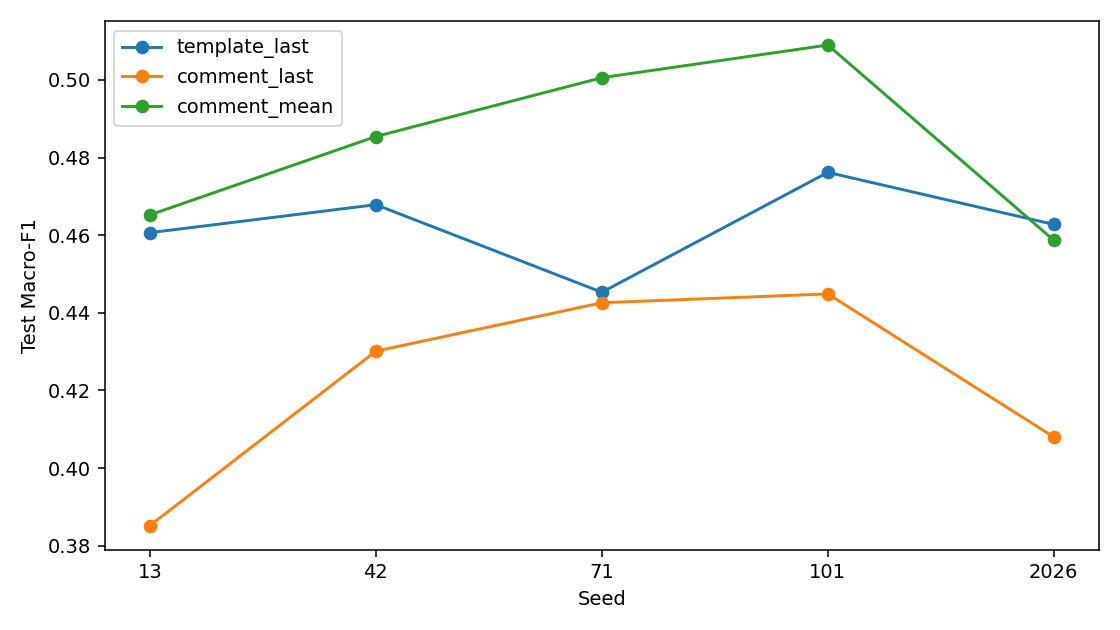 template_last
comment_last
comment_mean
Test Macro-F1
0.50
0.48
0.46
0.44
0.42
0.40
0.38
13 42 71 101 2026
Seed